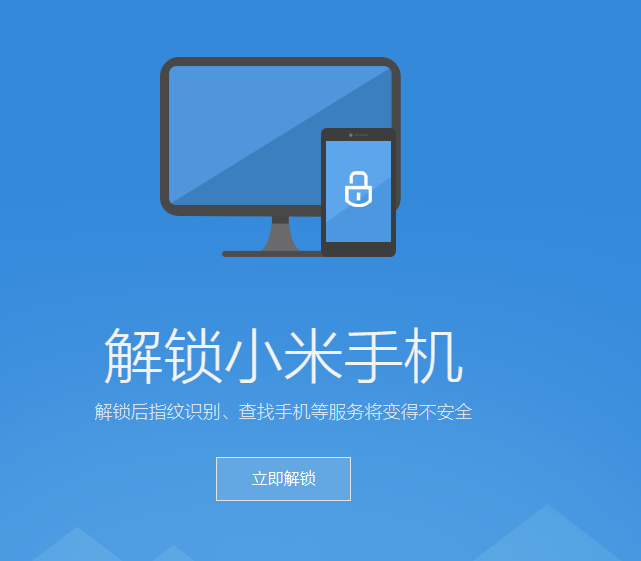 解锁小米手机
解锁后指纹识别、查找手机等服务将变得不安全
立即解锁